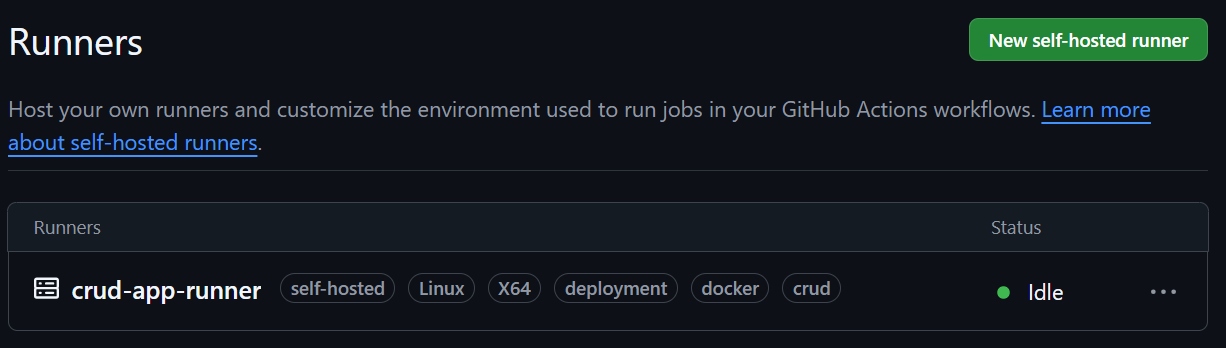 Runners
New self-hosted runner
Host your own runners and customize the environment used to run jobs in your GitHub Actions workflows. Learn more
about self-hosted runners.
Runners Status
crud-app-runner self-hosted Linux X64 deployment docker crud Idle